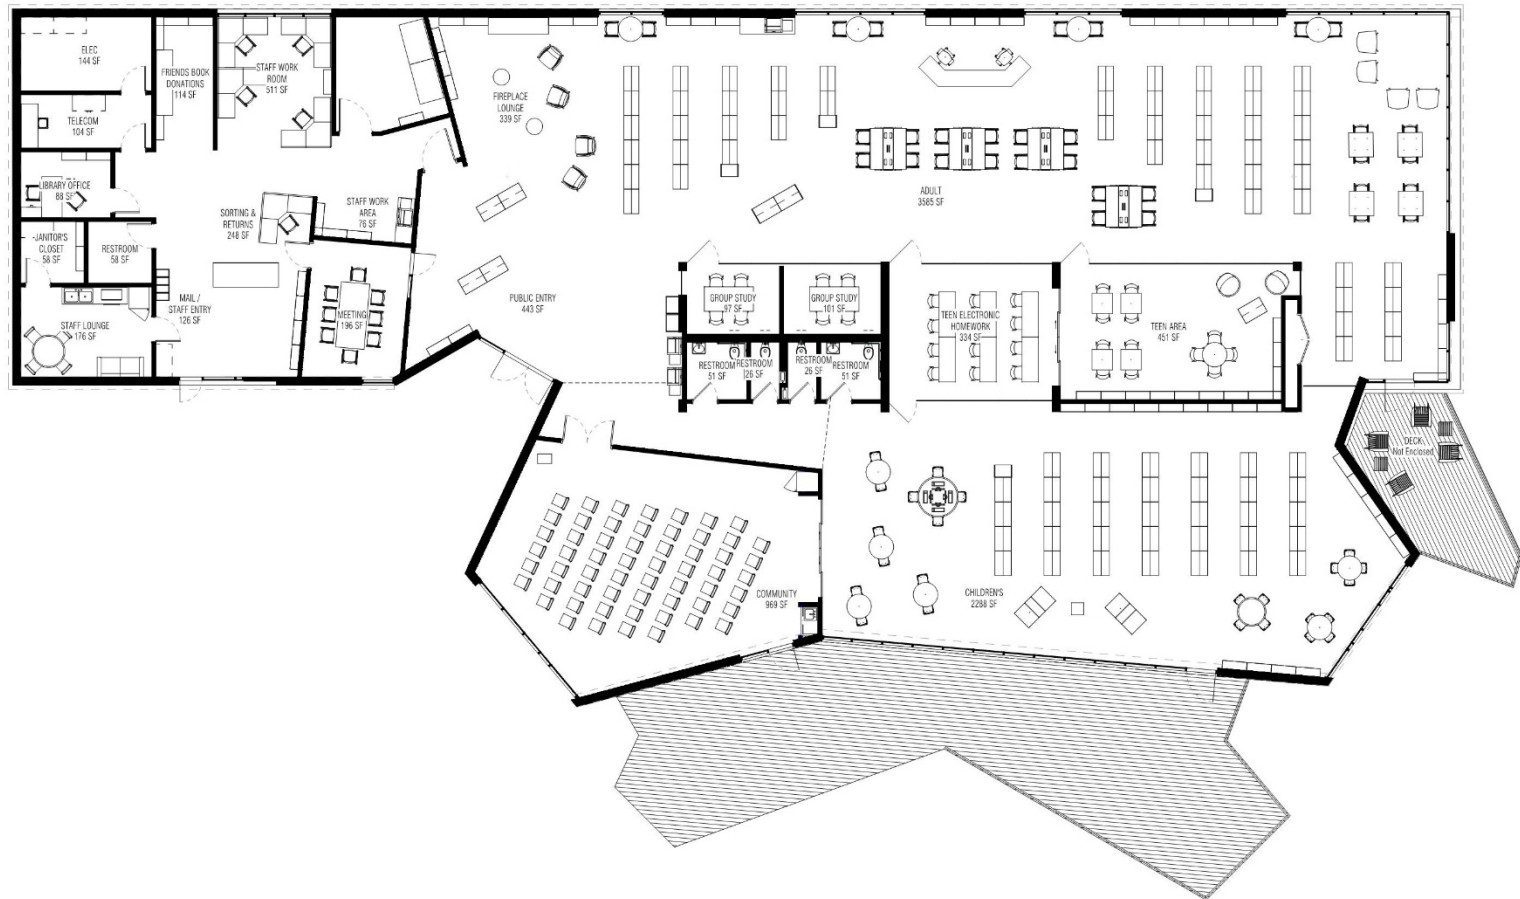 ELEC
144 SF
FRIENDS BOOK
DONATIONS
114 SF
STAFF WORK
ROOM
511 SF
TELECOM
104 SF
LIBRARY OFFICE
88 SF
SORTING &
RETURNS
248 SF
STAFF WORK
AREA
76 SF
-JANITOR'S
CLOSET
58 SF
RESTROOM
58 SF
MAIL /
STAFF ENTRY
126 SF
STAFF LOUNGE
176 SF
MEETING
196 SF
FIREPLACE
LOUNGE
339 SF
PUBLIC ENTRY
443 SF
ADULT
3585 SF
GROUP STUDY
97 SF
GROUP STUDY
101 SF
TEEN ELECTRONIC
HOMEWORK
334 SF
TEEN AREA
451 SF
RESTROOM
51 SF
RESTROOM
26 SF
RESTROOM
26 SF
RESTROOM
51 SF
DECK
Not Enclosed
COMMUNITY
969 SF
CHILDREN'S
2288 SF